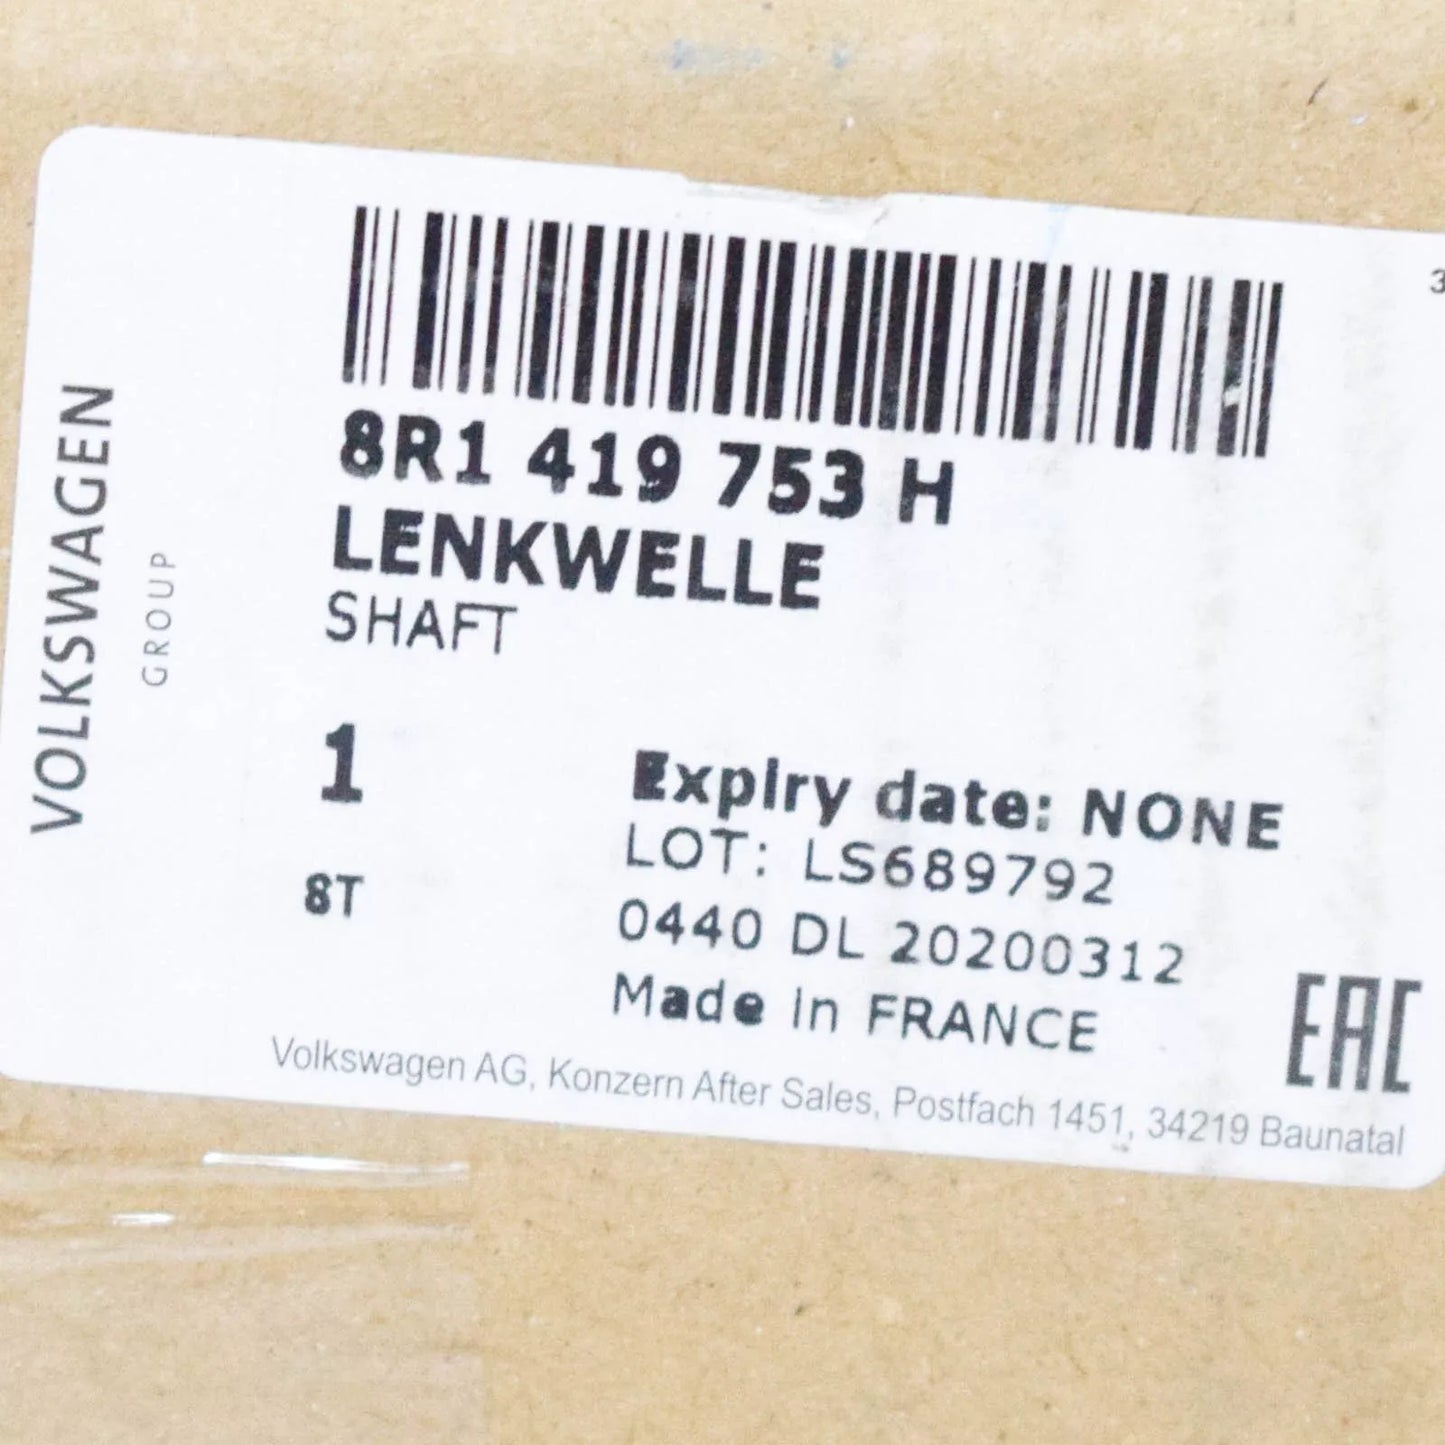 VOLKSWAGEN
GROUP
3
8R1 419 753 H
LENKWELLE
SHAFT
1
Expiry date: NONE
LOT: LS689792
8T
0440 DL 20200312
Made in FRANCE
EAC
Volkswagen AG, Konzern After Sales, Postfach 1451, 34219 Baunatal